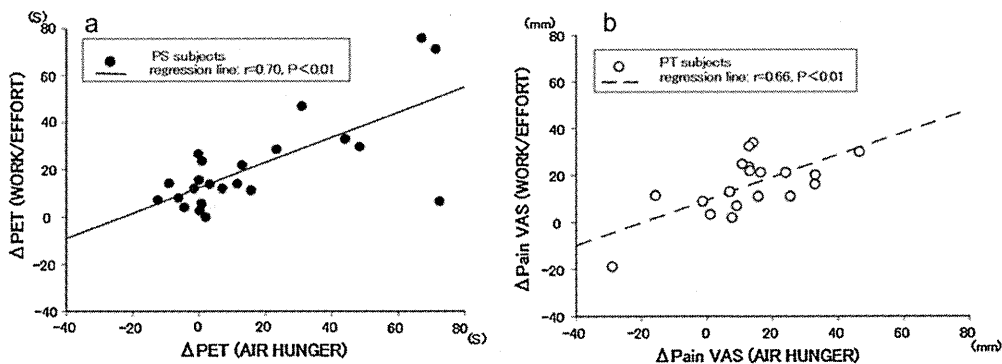 a
(S)
80
60
40
20
0
-20
-40
ΔPET (WORK/EFFORT)
PS subjects
regression line: r=0.70, P<0.01
-40 -20 0 20 40 60 80
(S)
ΔPET (AIR HUNGER)
b
(mm)
80
60
40
20
0
-20
-40
ΔPain VAS (WORK/EFFORT)
PT subjects
regression line: r=0.66, P<0.01
-40 -20 0 20 40 60 80
(mm)
ΔPain VAS (AIR HUNGER)